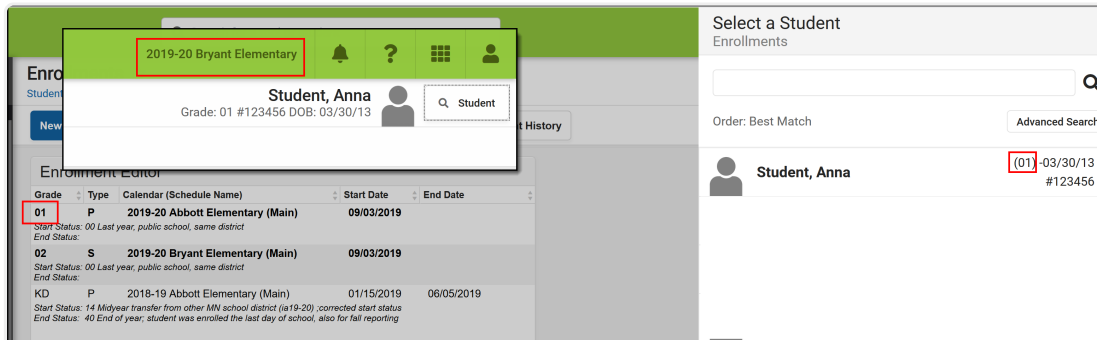 Select a Student
Enrollments
2019-20 Bryant Elementary
?
Enro
Student
Student, Anna
Grade: 01 #123456 DOB: 03/30/13
Student
New
t History
Order: Best Match
Advanced Search
Student, Anna
(01) -03/30/13
#123456
Enrollment Editor
Grade Type Calendar (Schedule Name) Start Date End Date
01 P 2019-20 Abbott Elementary (Main) 09/03/2019
Start Status: 00 Last year, public school, same district
End Status:
02 S 2019-20 Bryant Elementary (Main) 09/03/2019
Start Status: 00 Last year, public school, same district
End Status:
KD P 2018-19 Abbott Elementary (Main) 01/15/2019 06/05/2019
Start Status: 14 Midyear transfer from other MN school district (ia19-20) ;corrected start status
End Status: 40 End of year; student was enrolled the last day of school, also for fall reporting